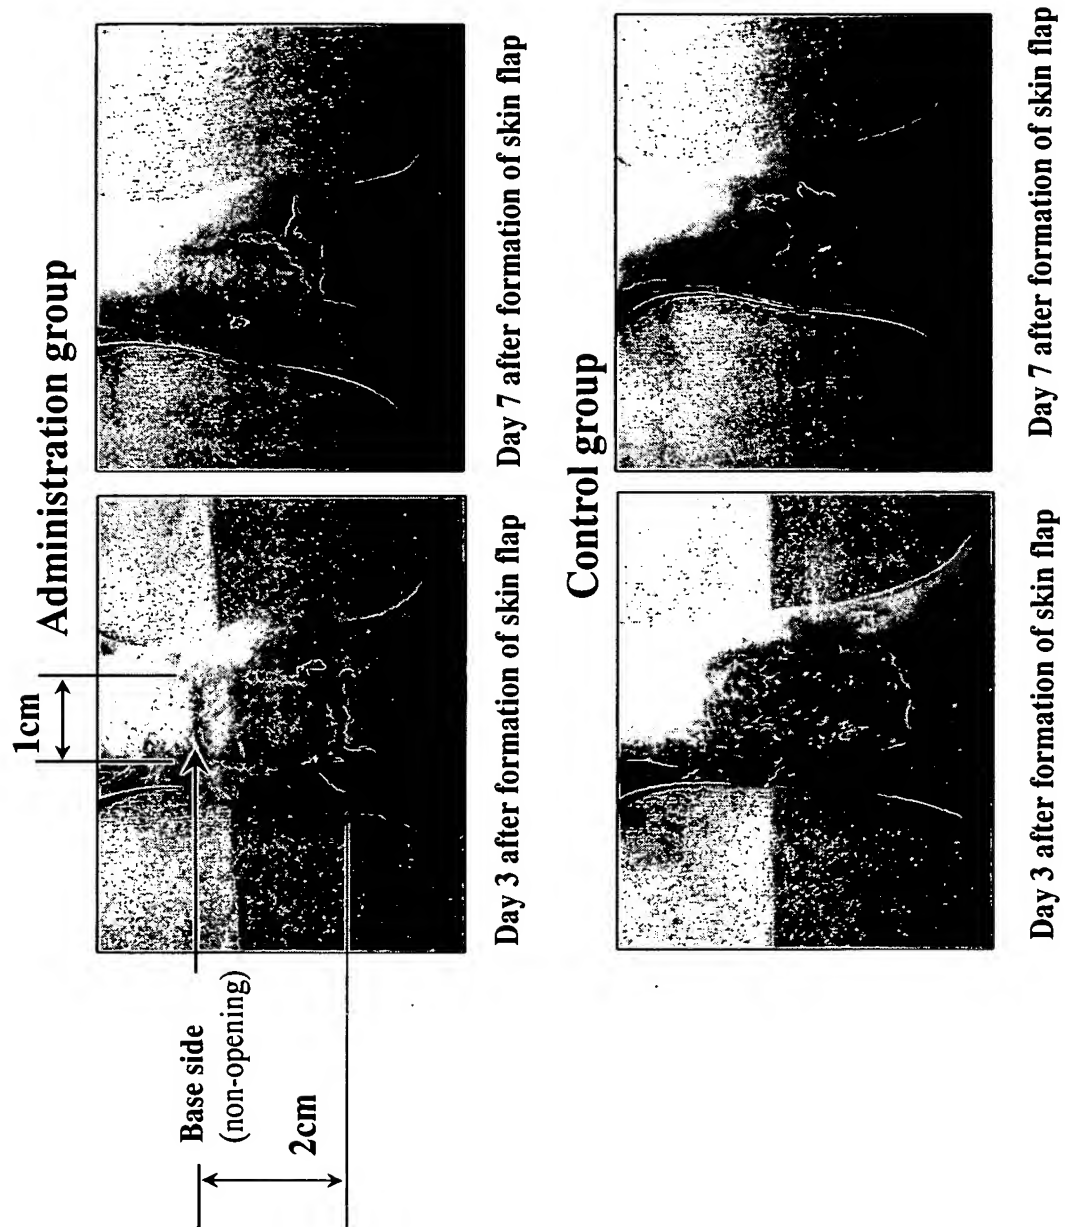 Administration group
1cm
Base side
(non-opening)
2cm
Day 3 after formation of skin flap
Day 7 after formation of skin flap
Control group
Day 3 after formation of skin flap
Day 7 after formation of skin flap